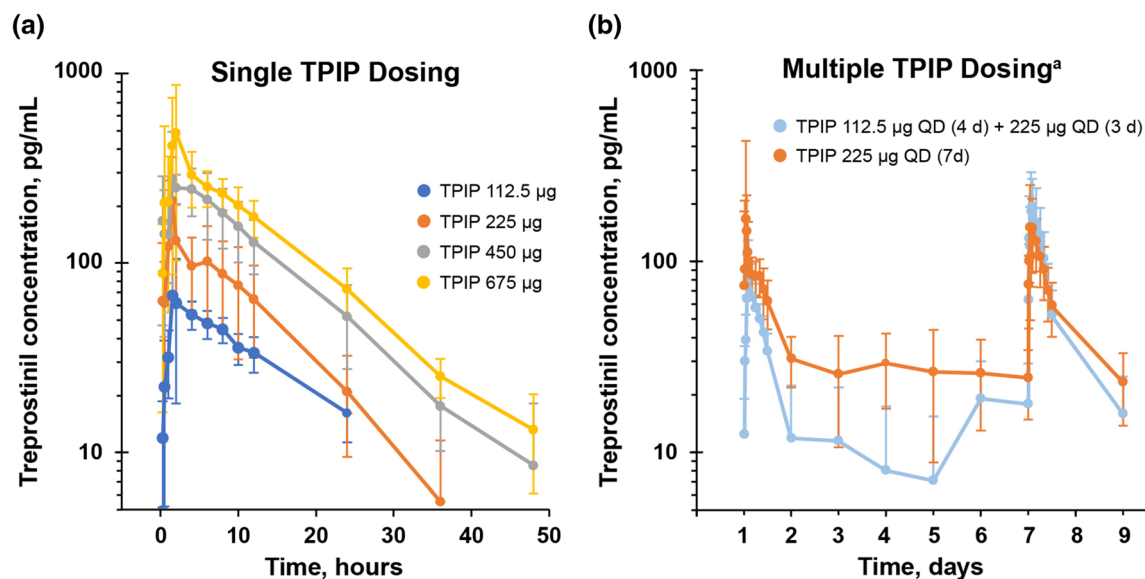 (a)
Single TPIP Dosing
Treprostinil concentration, pg/mL
1000
100
10
TPIP 112.5 µg
TPIP 225 µg
TPIP 450 µg
TPIP 675 µg
0 10 20 30 40 50
Time, hours
(b)
Multiple TPIP Dosingᵃ
Treprostinil concentration, pg/mL
1000
100
10
TPIP 112.5 µg QD (4 d) + 225 µg QD (3 d)
TPIP 225 µg QD (7d)
1 2 3 4 5 6 7 8 9
Time, days